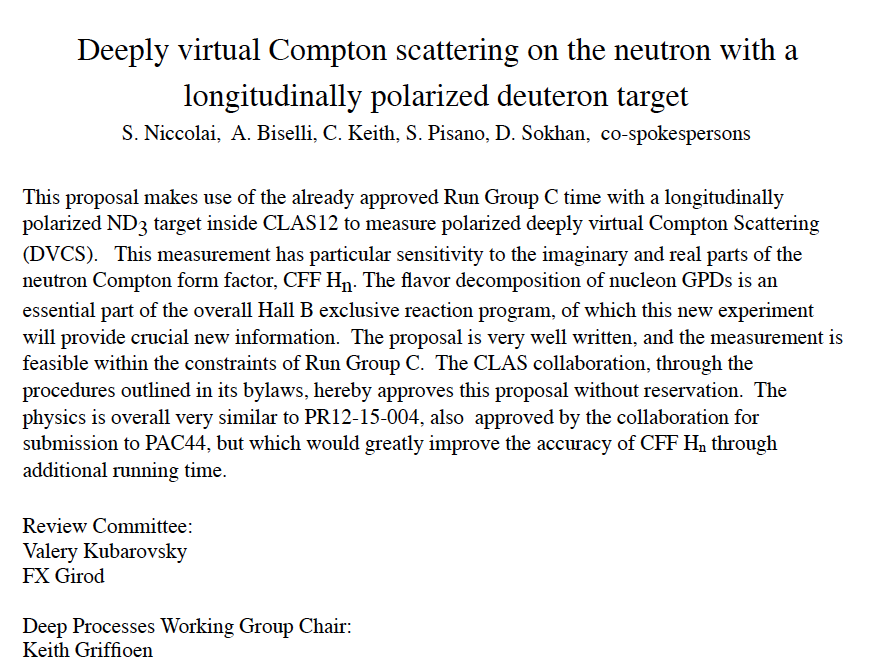 Deeply virtual Compton scattering on the neutron with a
longitudinally polarized deuteron target
S. Niccolai, A. Biselli, C. Keith, S. Pisano, D. Sokhan, co-spokespersons
This proposal makes use of the already approved Run Group C time with a longitudinally
polarized ND3 target inside CLAS12 to measure polarized deeply virtual Compton Scattering
(DVCS). This measurement has particular sensitivity to the imaginary and real parts of the
neutron Compton form factor, CFF Hn. The flavor decomposition of nucleon GPDs is an
essential part of the overall Hall B exclusive reaction program, of which this new experiment
will provide crucial new information. The proposal is very well written, and the measurement is
feasible within the constraints of Run Group C. The CLAS collaboration, through the
procedures outlined in its bylaws, hereby approves this proposal without reservation. The
physics is overall very similar to PR12-15-004, also approved by the collaboration for
submission to PAC44, but which would greatly improve the accuracy of CFF Hn through
additional running time.
Review Committee:
Valery Kubarovsky
FX Girod
Deep Processes Working Group Chair:
Keith Griffioen